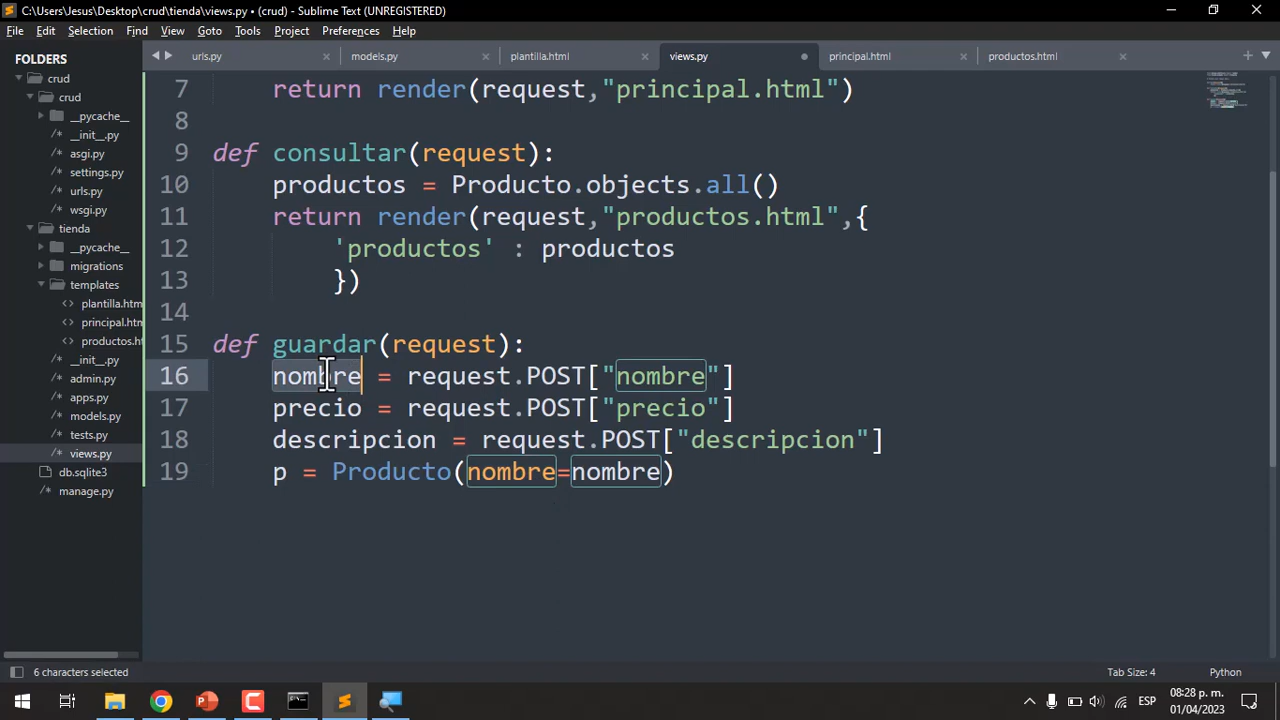 C:\Users\Jesus\Desktop\crud\tienda\views.py • (crud) - Sublime Text (UNREGISTERED)
File Edit Selection Find View Goto Tools Project Preferences Help
FOLDERS
crud
crud
__pycache__
__init__.py
asgi.py
settings.py
urls.py
wsgi.py
tienda
__pycache__
migrations
templates
plantilla.htm
principal.htm
productos.htm
__init__.py
admin.py
apps.py
models.py
tests.py
views.py
db.sqlite3
manage.py
urls.py models.py plantilla.html views.py principal.html productos.html
7 return render(request,"principal.html")
8
9 def consultar(request):
10 productos = Producto.objects.all()
11 return render(request,"productos.html",{
12 'productos' : productos
13 })
14
15 def guardar(request):
16 nombre = request.POST["nombre"]
17 precio = request.POST["precio"]
18 descripcion = request.POST["descripcion"]
19 p = Producto(nombre=nombre)
6 characters selected Tab Size: 4 Python
ESP
08:28 p. m.
01/04/2023